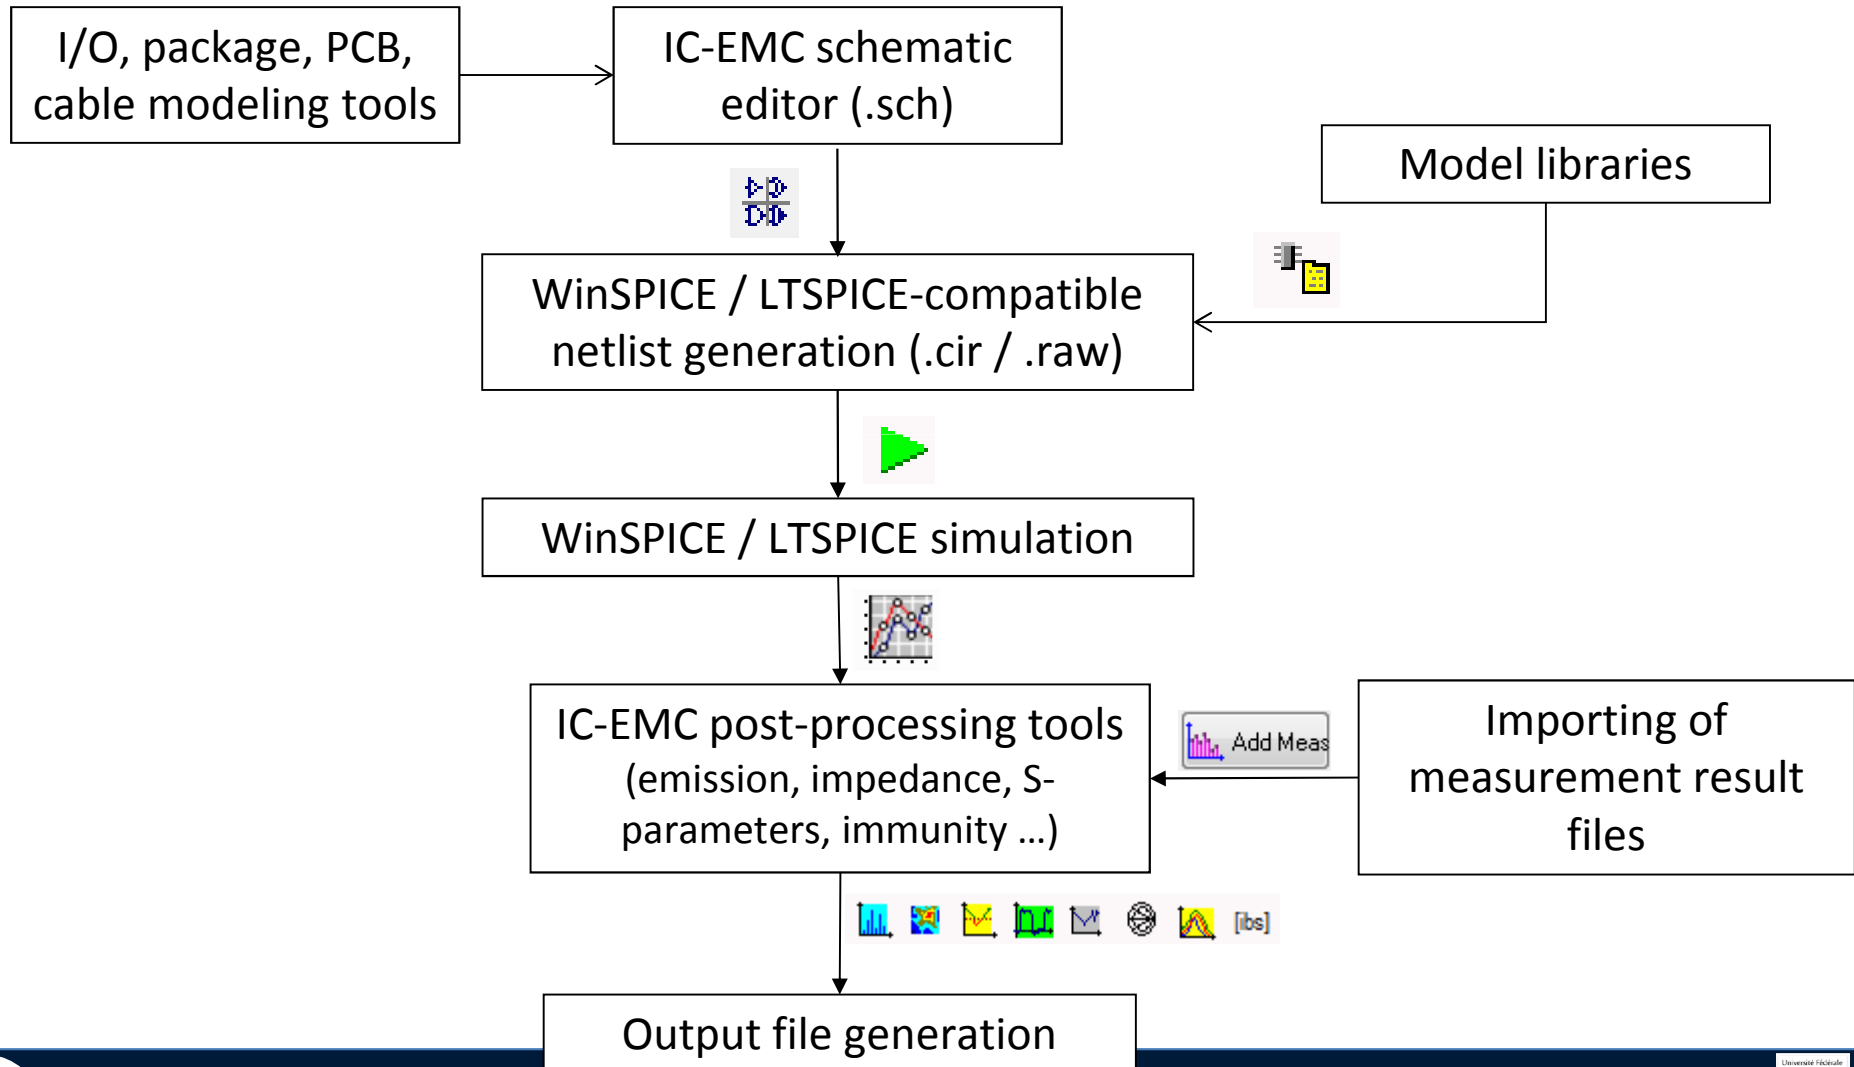 I/O, package, PCB,
cable modeling tools
IC-EMC schematic
editor (.sch)
Model libraries
WinSPICE / LTSPICE-compatible
netlist generation (.cir / .raw)
WinSPICE / LTSPICE simulation
IC-EMC post-processing tools
(emission, impedance, S-
parameters, immunity ...)
Add Meas
Importing of
measurement result
files
[ibs]
Output file generation
Université Fédérale